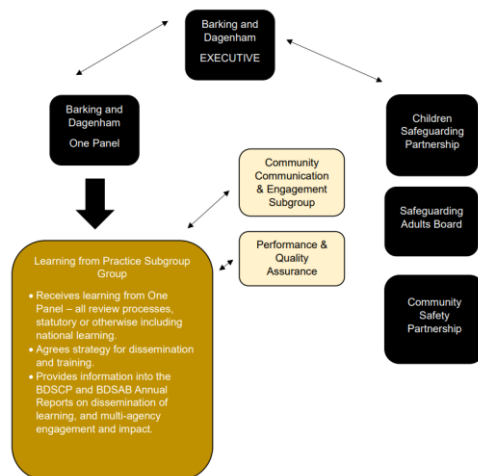 Barking and
Dagenham
EXECUTIVE
Barking and
Dagenham
One Panel
Children
Safeguarding
Partnership
Community
Communication
& Engagement
Subgroup
Safeguarding
Adults Board
Performance &
Quality
Assurance
Community
Safety
Partnership
Learning from Practice Subgroup
Group
• Receives learning from One
Panel – all review processes,
statutory or otherwise including
national learning.
• Agrees strategy for dissemination
and training.
• Provides information into the
BDSCP and BDSAB Annual
Reports on dissemination of
learning, and multi-agency
engagement and impact.